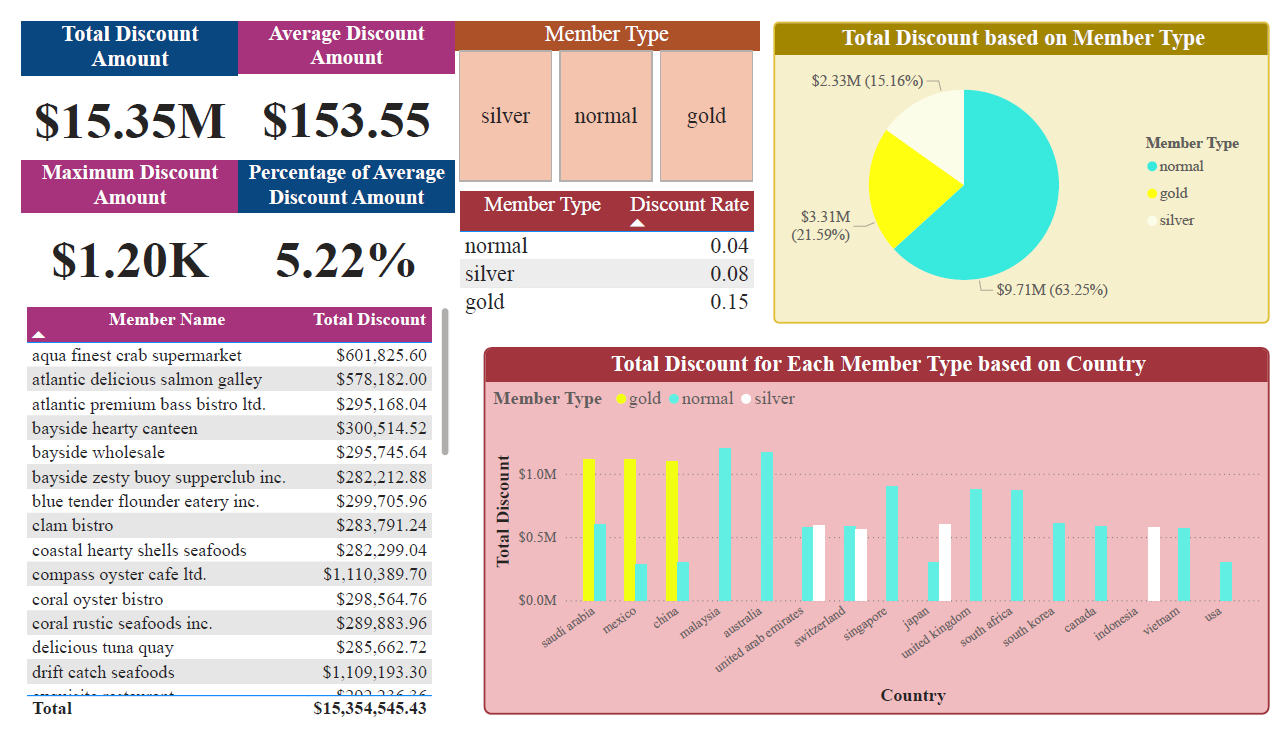 Total Discount
Amount
$15.35M
Average Discount
Amount
$153.55
Maximum Discount
Amount
$1.20K
Percentage of Average
Discount Amount
5.22%
Member Type
silver
normal
gold
Member Type Discount Rate
normal 0.04
silver 0.08
gold 0.15
Total Discount based on Member Type
$2.33M (15.16%)
$3.31M
(21.59%)
$9.71M (63.25%)
Member Type
normal
gold
silver
Member Name Total Discount
aqua finest crab supermarket $601,825.60
atlantic delicious salmon galley $578,182.00
atlantic premium bass bistro ltd. $295,168.04
bayside hearty canteen $300,514.52
bayside wholesale $295,745.64
bayside zesty buoy supperclub inc. $282,212.88
blue tender flounder eatery inc. $299,705.96
clam bistro $283,791.24
coastal hearty shells seafoods $282,299.04
compass oyster cafe ltd. $1,110,389.70
coral oyster bistro $298,564.76
coral rustic seafoods inc. $289,883.96
delicious tuna quay $285,662.72
drift catch seafoods $1,109,193.30
Total $15,354,545.43
Total Discount for Each Member Type based on Country
Member Type gold normal silver
Total Discount
$1.0M
$0.5M
$0.0M
saudi arabia
mexico
china
malaysia
australia
united arab emirates
switzerland
singapore
japan
united kingdom
south africa
south korea
canada
indonesia
vietnam
usa
Country